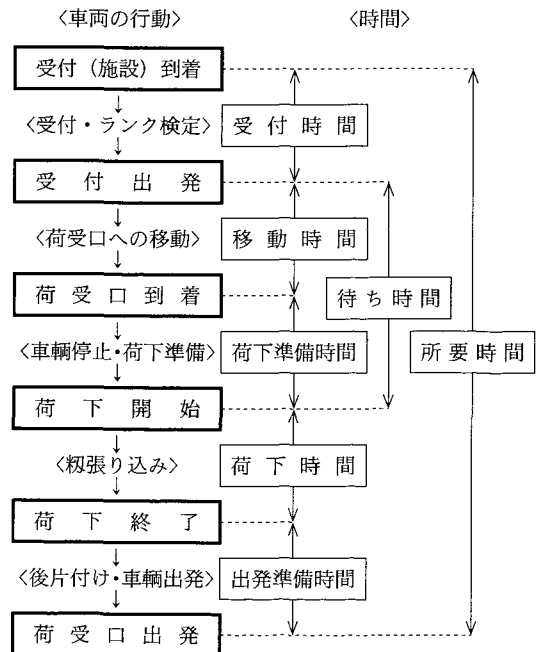 〈車両の行動〉 〈時間〉
受付（施設）到着
〈受付・ランク検定〉 受付時間
受付出発
〈荷受口への移動〉 移動時間
荷受口到着 待ち時間
〈車輌停止・荷下準備〉 荷下準備時間 所要時間
荷下開始
〈籾張り込み〉 荷下時間
荷下終了
〈後片付け・車輌出発〉 出発準備時間
荷受口出発